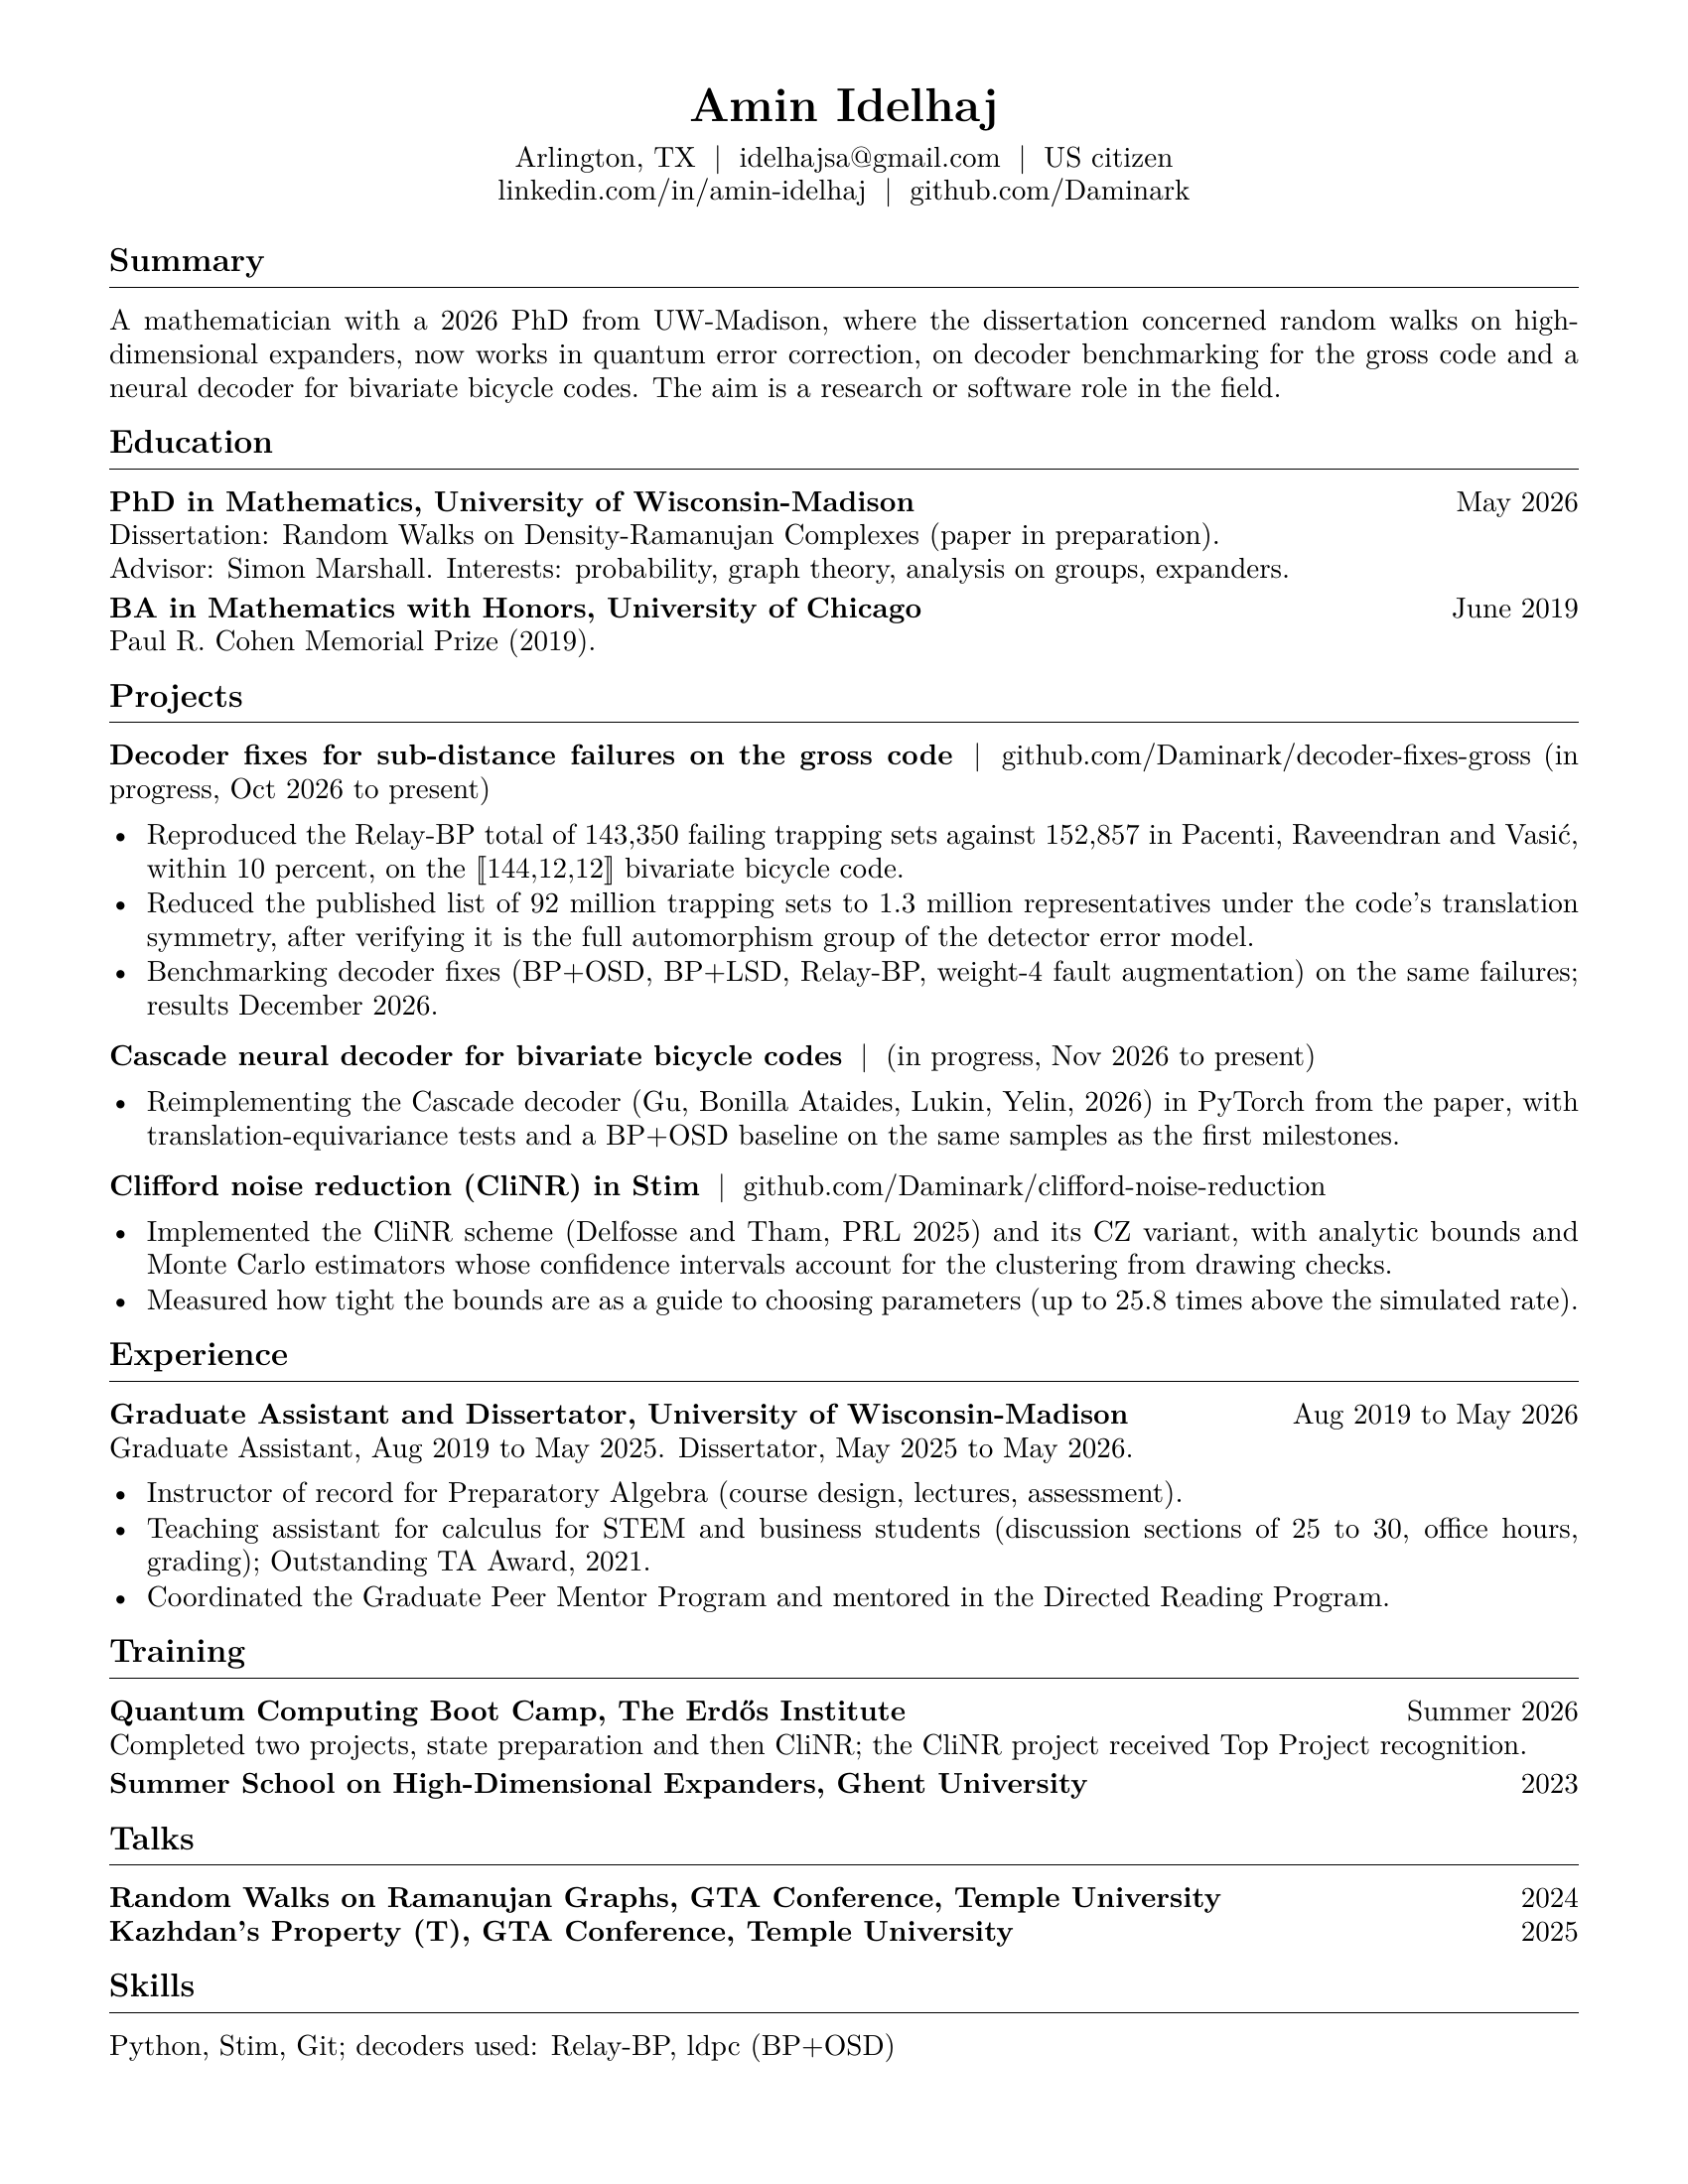 Amin Idelhaj
Arlington, TX | idelhajsa@gmail.com | US citizen
linkedin.com/in/amin-idelhaj | github.com/Daminark
Summary
A mathematician with a 2026 PhD from UW-Madison, where the dissertation concerned random walks on high-
dimensional expanders, now works in quantum error correction, on decoder benchmarking for the gross code and a
neural decoder for bivariate bicycle codes. The aim is a research or software role in the field.
Education
PhD in Mathematics, University of Wisconsin-Madison May 2026
Dissertation: Random Walks on Density-Ramanujan Complexes (paper in preparation).
Advisor: Simon Marshall. Interests: probability, graph theory, analysis on groups, expanders.
BA in Mathematics with Honors, University of Chicago June 2019
Paul R. Cohen Memorial Prize (2019).
Projects
Decoder fixes for sub-distance failures on the gross code | github.com/Daminark/decoder-fixes-gross (in
progress, Oct 2026 to present)
• Reproduced the Relay-BP total of 143,350 failing trapping sets against 152,857 in Pacenti, Raveendran and Vasić,
within 10 percent, on the ⟦144,12,12⟧ bivariate bicycle code.
• Reduced the published list of 92 million trapping sets to 1.3 million representatives under the code's translation
symmetry, after verifying it is the full automorphism group of the detector error model.
• Benchmarking decoder fixes (BP+OSD, BP+LSD, Relay-BP, weight-4 fault augmentation) on the same failures;
results December 2026.
Cascade neural decoder for bivariate bicycle codes | (in progress, Nov 2026 to present)
• Reimplementing the Cascade decoder (Gu, Bonilla Ataides, Lukin, Yelin, 2026) in PyTorch from the paper, with
translation-equivariance tests and a BP+OSD baseline on the same samples as the first milestones.
Clifford noise reduction (CliNR) in Stim | github.com/Daminark/clifford-noise-reduction
• Implemented the CliNR scheme (Delfosse and Tham, PRL 2025) and its CZ variant, with analytic bounds and
Monte Carlo estimators whose confidence intervals account for the clustering from drawing checks.
• Measured how tight the bounds are as a guide to choosing parameters (up to 25.8 times above the simulated rate).
Experience
Graduate Assistant and Dissertator, University of Wisconsin-Madison Aug 2019 to May 2026
Graduate Assistant, Aug 2019 to May 2025. Dissertator, May 2025 to May 2026.
• Instructor of record for Preparatory Algebra (course design, lectures, assessment).
• Teaching assistant for calculus for STEM and business students (discussion sections of 25 to 30, office hours,
grading); Outstanding TA Award, 2021.
• Coordinated the Graduate Peer Mentor Program and mentored in the Directed Reading Program.
Training
Quantum Computing Boot Camp, The Erdős Institute Summer 2026
Completed two projects, state preparation and then CliNR; the CliNR project received Top Project recognition.
Summer School on High-Dimensional Expanders, Ghent University 2023
Talks
Random Walks on Ramanujan Graphs, GTA Conference, Temple University 2024
Kazhdan's Property (T), GTA Conference, Temple University 2025
Skills
Python, Stim, Git; decoders used: Relay-BP, ldpc (BP+OSD)